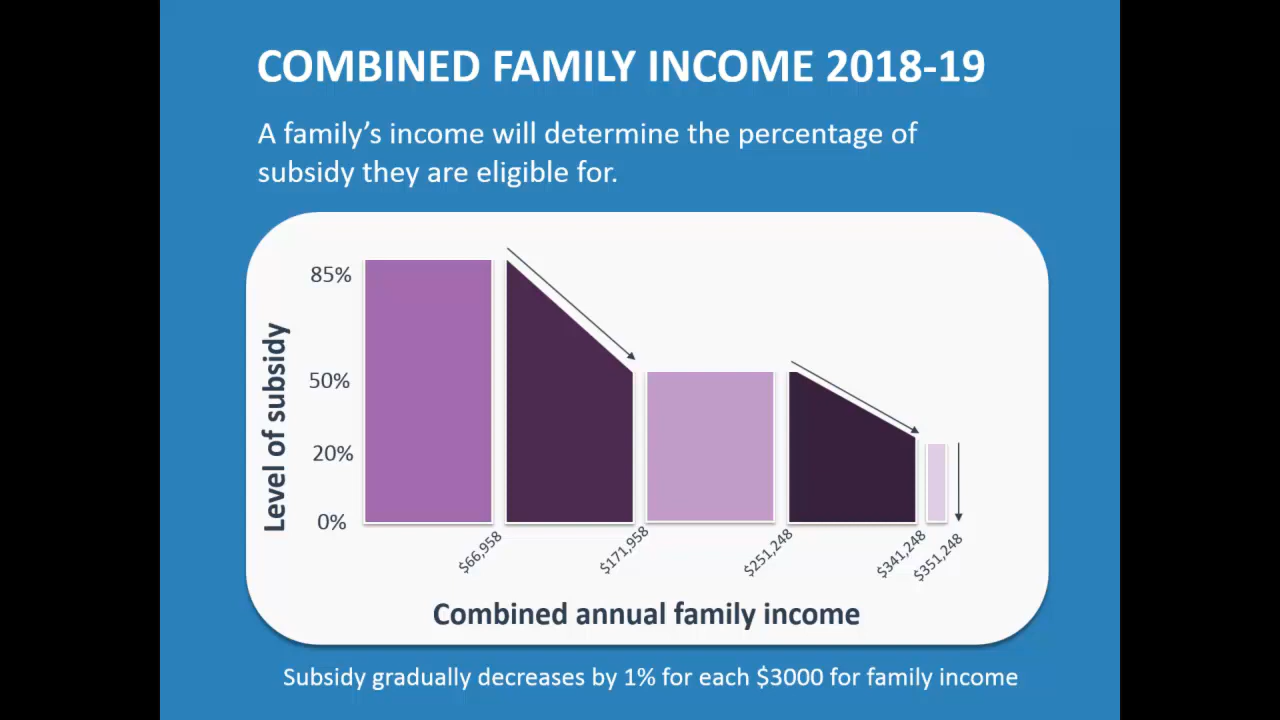 COMBINED FAMILY INCOME 2018-19
A family’s income will determine the percentage of
subsidy they are eligible for.
Level of subsidy
85%
50%
20%
0%
$66,958
$171,958
$251,248
$341,248
$351,248
Combined annual family income
Subsidy gradually decreases by 1% for each $3000 for family income